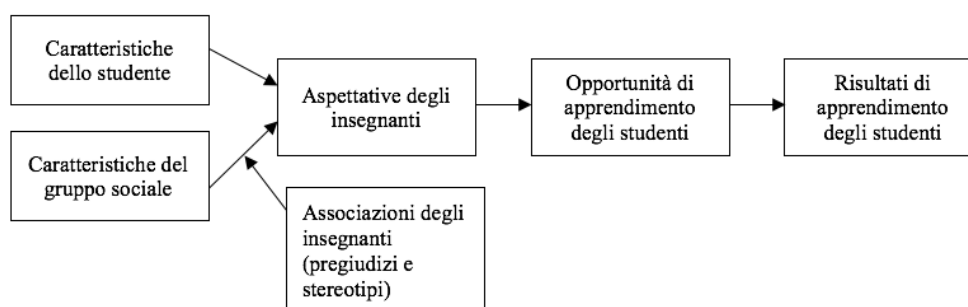 Caratteristiche
dello studente
Caratteristiche del
gruppo sociale
Aspettative degli
insegnanti
Associazioni degli
insegnanti
(pregiudizi e
stereotipi)
Opportunità di
apprendimento
degli studenti
Risultati di
apprendimento
degli studenti